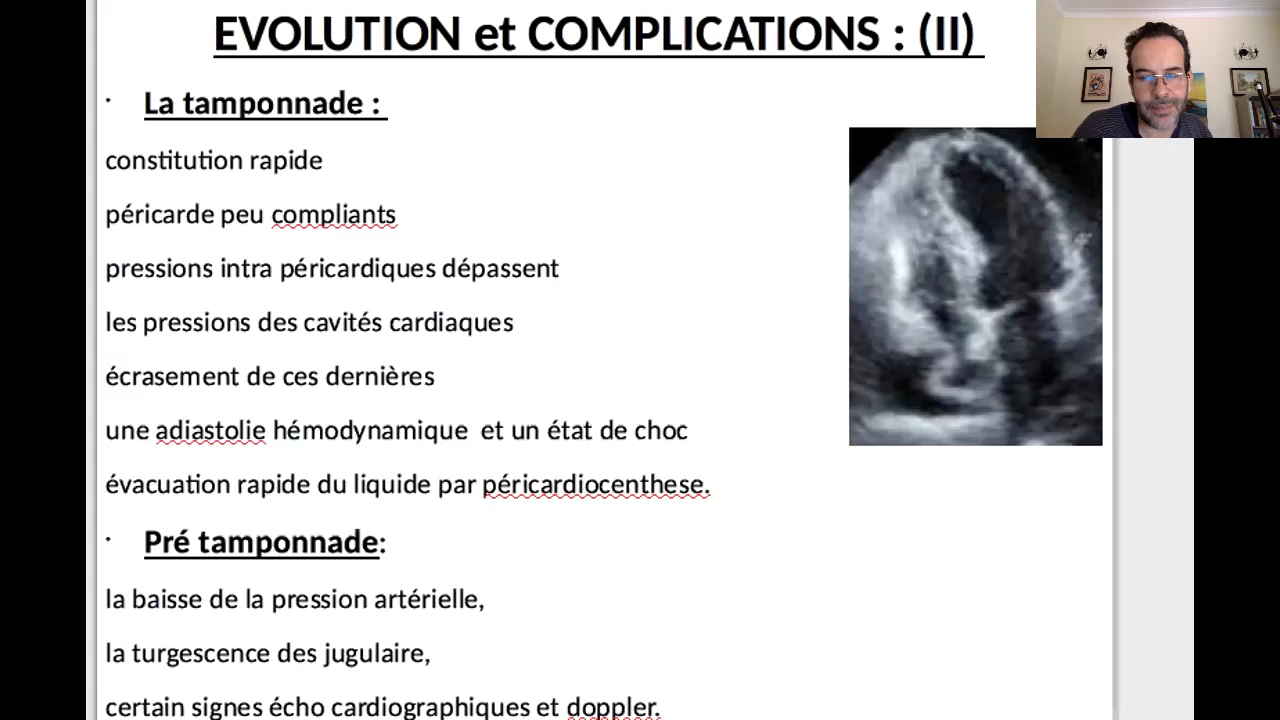 EVOLUTION et COMPLICATIONS : (II)
· La tamponnade :
constitution rapide
péricarde peu compliants
pressions intra péricardiques dépassent
les pressions des cavités cardiaques
écrasement de ces dernières
une adiastolie hémodynamique  et un état de choc
évacuation rapide du liquide par péricardiocenthese.
· Pré tamponnade:
la baisse de la pression artérielle,
la turgescence des jugulaire,
certain signes écho cardiographiques et doppler.